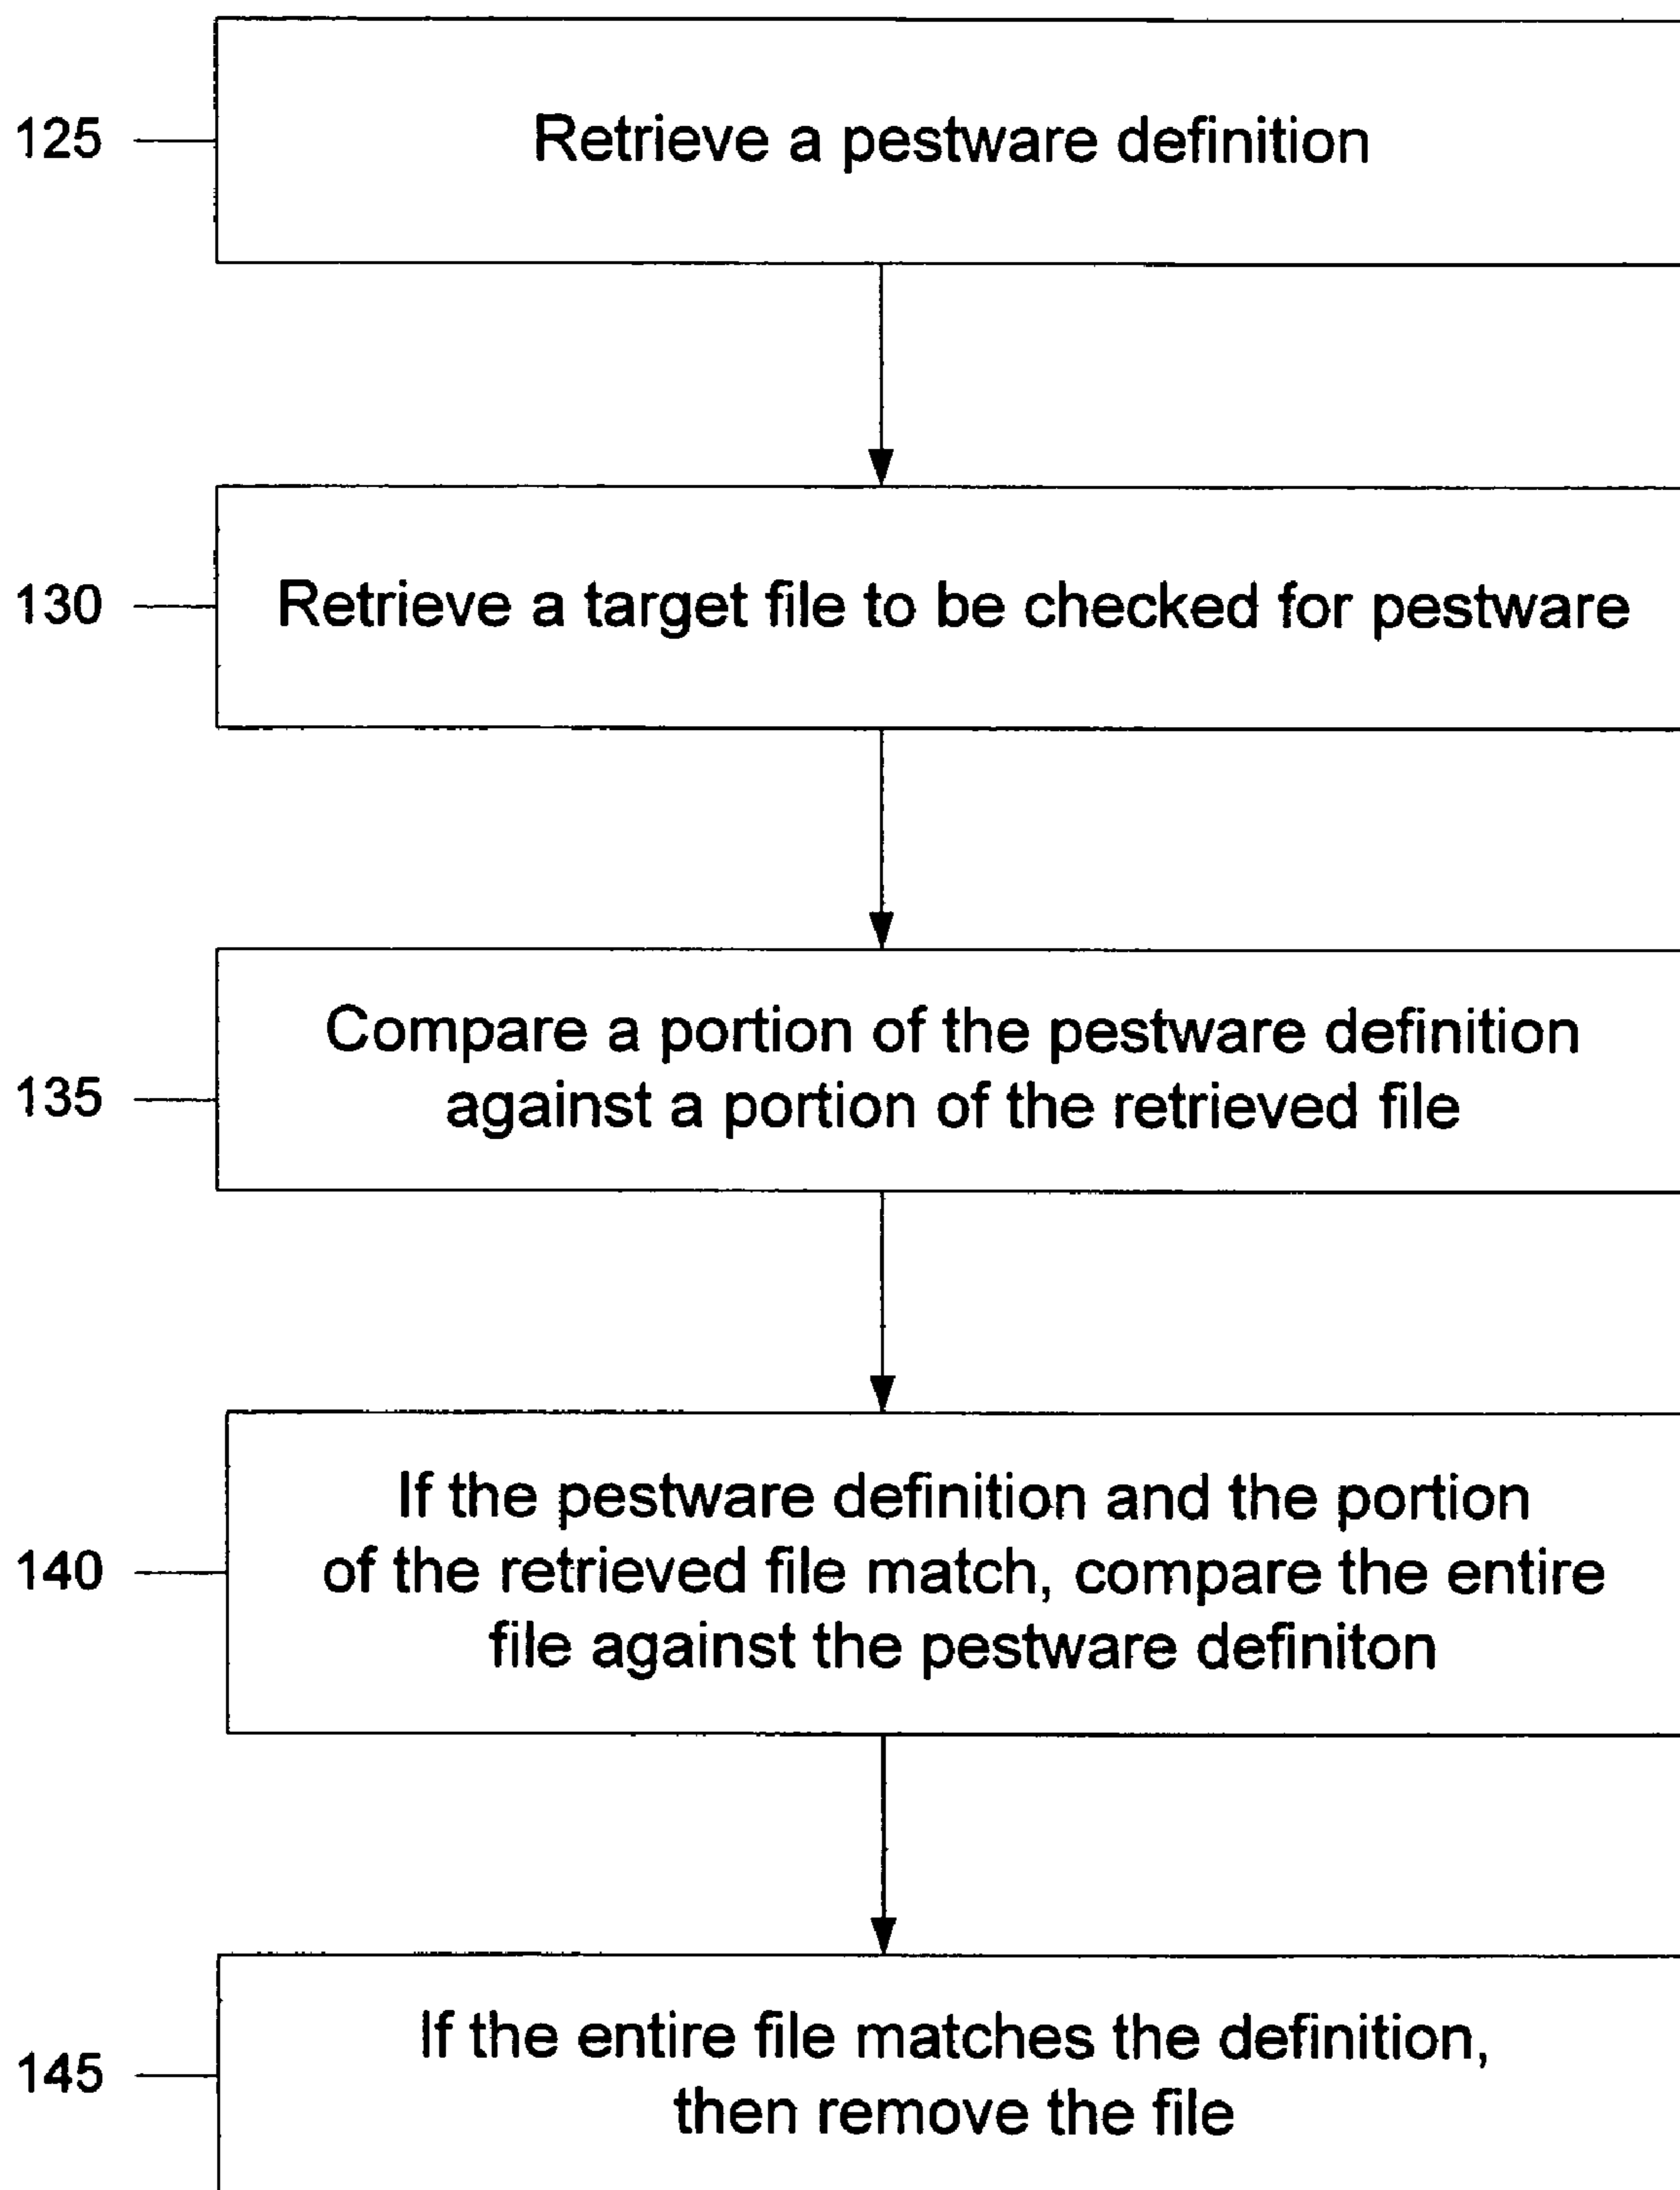 125
Retrieve a pestware definition
130
Retrieve a target file to be checked for pestware
135
Compare a portion of the pestware definition
against a portion of the retrieved file
140
If the pestware definition and the portion
of the retrieved file match, compare the entire
file against the pestware definiton
145
If the entire file matches the definition,
then remove the file